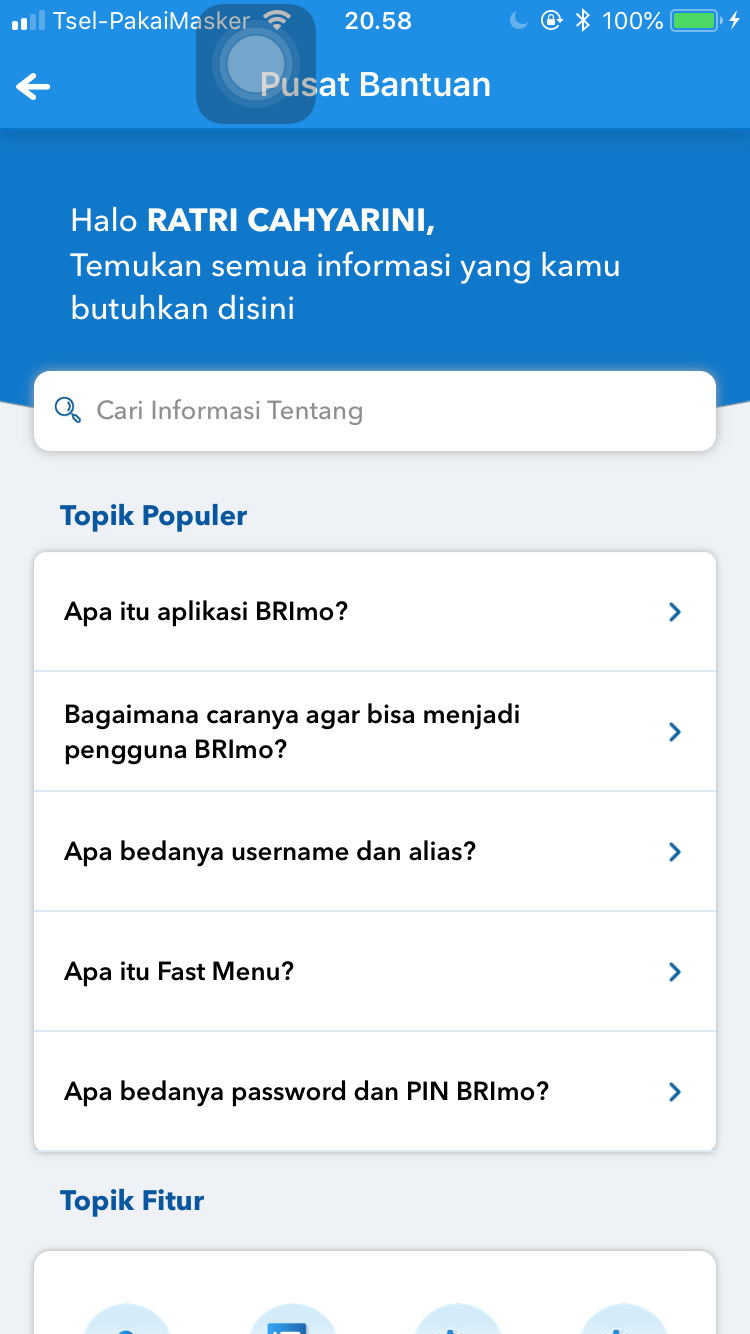 Tsel-PakaiMasker 20.58 100%
Pusat Bantuan
Halo RATRI CAHYARINI,
Temukan semua informasi yang kamu
butuhkan disini
Cari Informasi Tentang
Topik Populer
Apa itu aplikasi BRImo?
Bagaimana caranya agar bisa menjadi
pengguna BRImo?
Apa bedanya username dan alias?
Apa itu Fast Menu?
Apa bedanya password dan PIN BRImo?
Topik Fitur